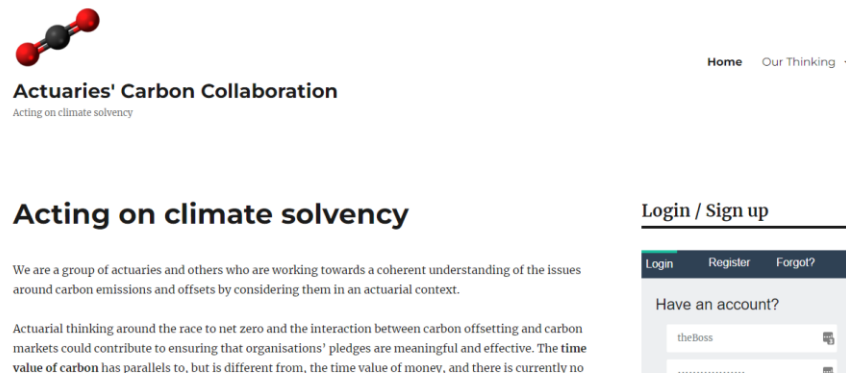 Actuaries' Carbon Collaboration
Acting on climate solvency
Home Our Thinking
Acting on climate solvency
We are a group of actuaries and others who are working towards a coherent understanding of the issues
around carbon emissions and offsets by considering them in an actuarial context.
Actuarial thinking around the race to net zero and the interaction between carbon offsetting and carbon
markets could contribute to ensuring that organisations' pledges are meaningful and effective. The time
value of carbon has parallels to, but is different from, the time value of money, and there is currently no
Login / Sign up
Login Register Forgot?
Have an account?
theBoss